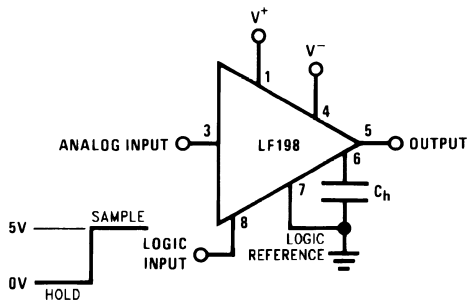 V+
V−
1
4
3
ANALOG INPUT
LF198
5
OUTPUT
6
7
Ch
8
SAMPLE
5V
LOGIC
INPUT
LOGIC
REFERENCE
0V
HOLD